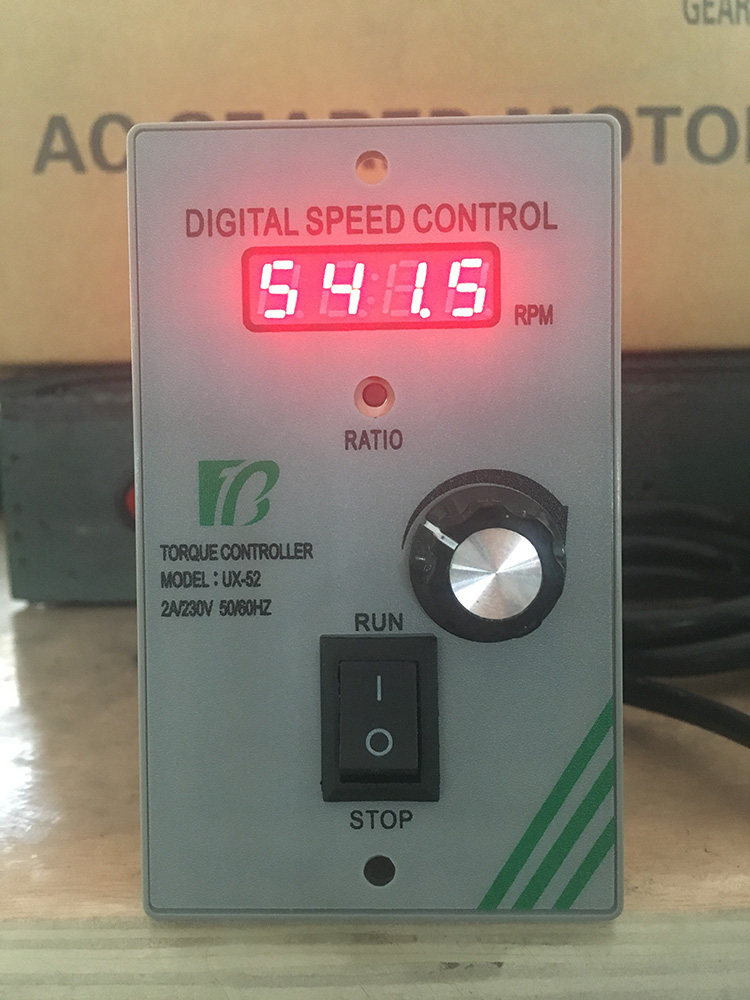 GEAR
AC GEARED MOTO
DIGITAL SPEED CONTROL
541.5
RPM
RATIO
TORQUE CONTROLLER
MODEL : UX-52
2A/230V 50/60HZ
RUN
I
O
STOP